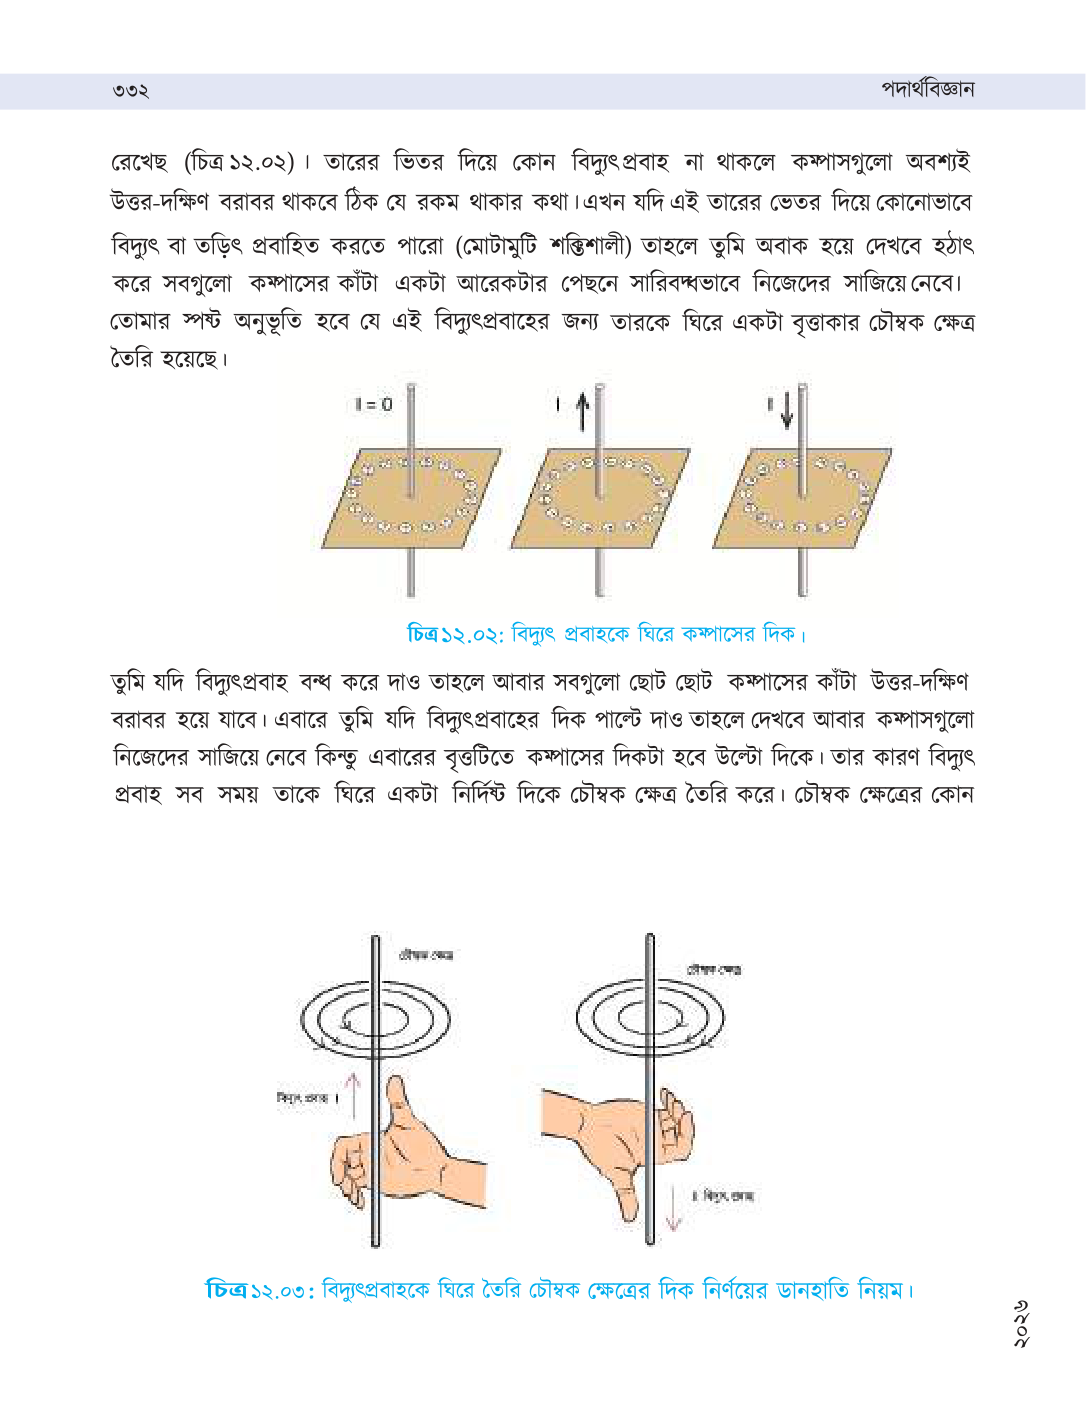 ৩৩২ পদার্থবিজ্ঞান
রেখেছ (চিত্র ১২.০২) । তারের ভিতর দিয়ে কোন বিদ্যুৎপ্রবাহ না থাকলে কম্পাসগুলো অবশ্যই
উত্তর-দক্ষিণ বরাবর থাকবে ঠিক যে রকম থাকার কথা। এখন যদি এই তারের ভেতর দিয়ে কোনোভাবে
বিদ্যুৎ বা তড়িৎ প্রবাহিত করতে পারো (মোটামুটি শক্তিশালী) তাহলে তুমি অবাক হয়ে দেখবে হঠাৎ
করে সবগুলো কম্পাসের কাঁটা একটা আরেকটার পেছনে সারিবদ্ধভাবে নিজেদের সাজিয়ে নেবে।
তোমার স্পষ্ট অনুভূতি হবে যে এই বিদ্যুৎপ্রবাহের জন্য তারকে ঘিরে একটা বৃত্তাকার চৌম্বক ক্ষেত্র
তৈরি হয়েছে।
I = 0 I I
চিত্র ১২.০২: বিদ্যুৎ প্রবাহকে ঘিরে কম্পাসের দিক।
তুমি যদি বিদ্যুৎপ্রবাহ বন্ধ করে দাও তাহলে আবার সবগুলো ছোট ছোট কম্পাসের কাঁটা উত্তর-দক্ষিণ
বরাবর হয়ে যাবে। এবারে তুমি যদি বিদ্যুৎপ্রবাহের দিক পাল্টে দাও তাহলে দেখবে আবার কম্পাসগুলো
নিজেদের সাজিয়ে নেবে কিন্তু এবারের বৃত্তটিতে কম্পাসের দিকটা হবে উল্টো দিকে। তার কারণ বিদ্যুৎ
প্রবাহ সব সময় তাকে ঘিরে একটা নির্দিষ্ট দিকে চৌম্বক ক্ষেত্র তৈরি করে। চৌম্বক ক্ষেত্রের কোন
চৌম্বক ক্ষেত্র
চৌম্বক ক্ষেত্র
বিদ্যুৎ প্রবাহ I
I বিদ্যুৎ প্রবাহ
চিত্র ১২.০৩: বিদ্যুৎপ্রবাহকে ঘিরে তৈরি চৌম্বক ক্ষেত্রের দিক নির্ণয়ের ডানহাতি নিয়ম।
২০২৬